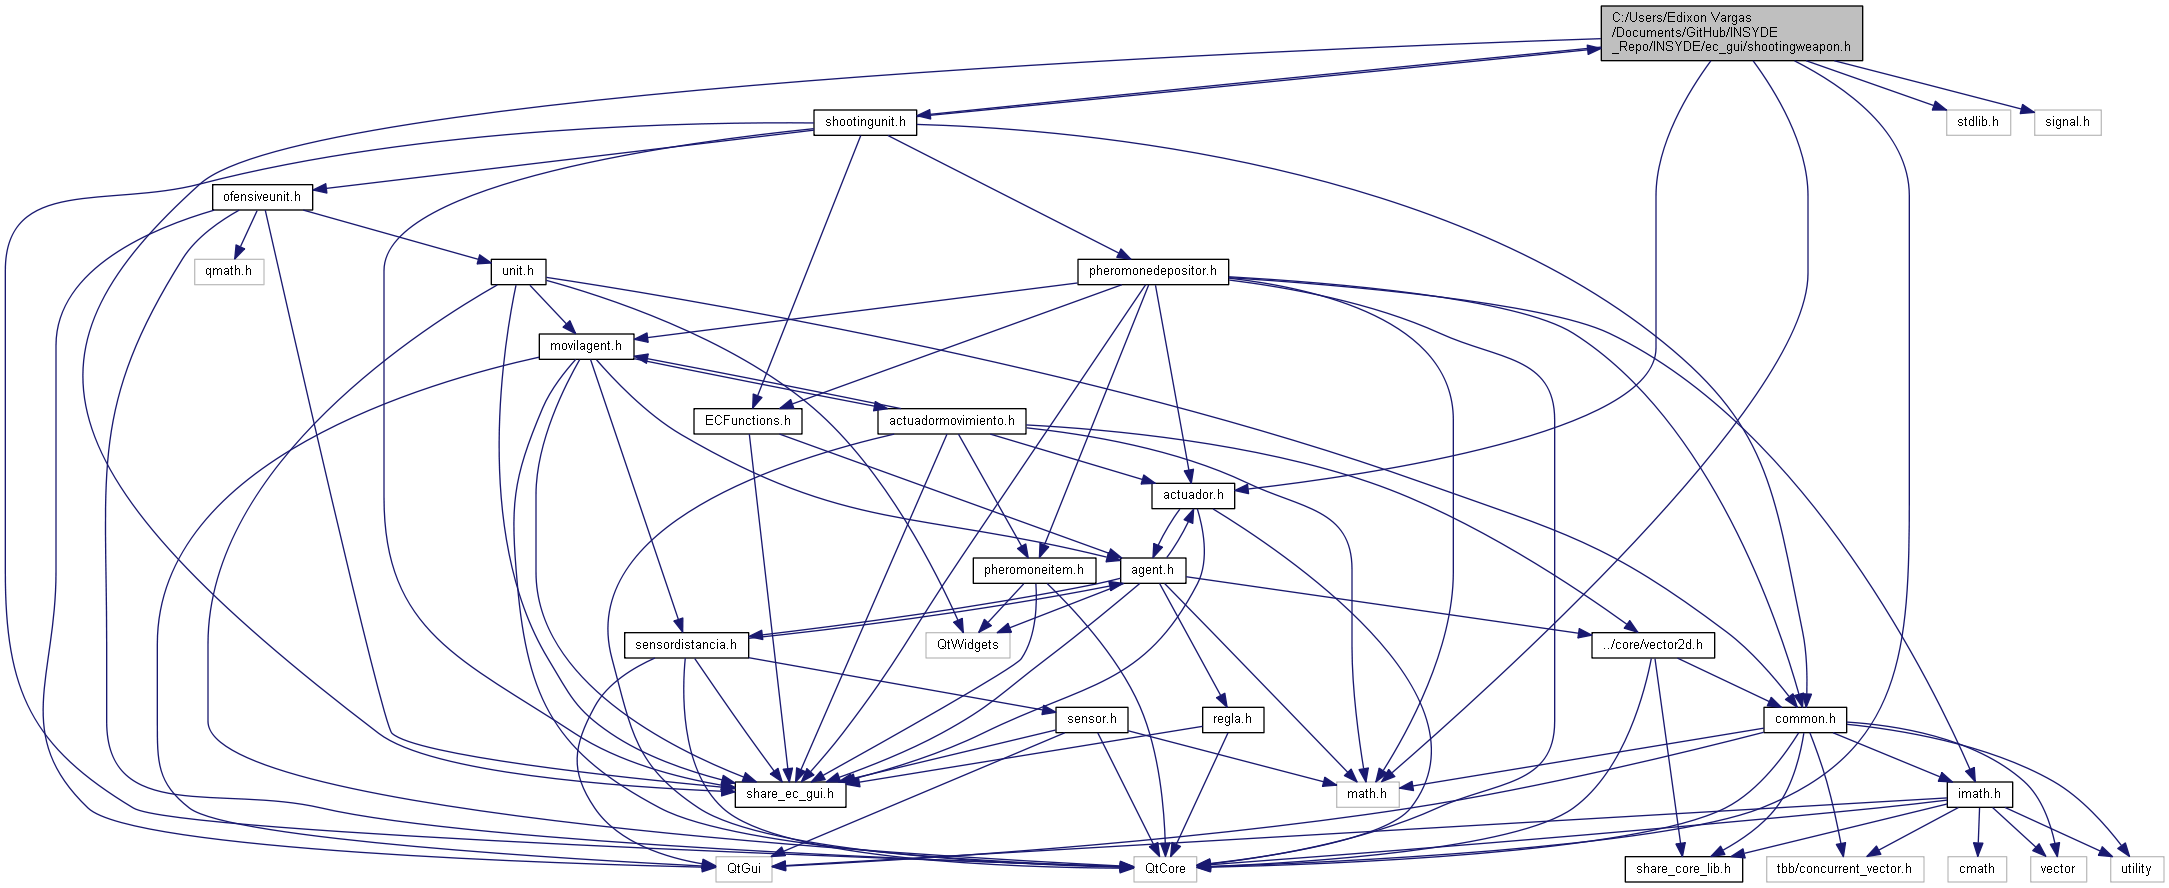 C:/Users/Edixon Vargas
/Documents/GitHub/INSYDE
_Repo/INSYDE/ec_gui/shootingweapon.h
shootingunit.h
stdlib.h
signal.h
ofensiveunit.h
qmath.h
unit.h
pheromonedepositor.h
movilagent.h
ECFunctions.h
actuadormovimiento.h
actuador.h
pheromoneitem.h
agent.h
sensordistancia.h
QtWidgets
../core/vector2d.h
sensor.h
regla.h
common.h
share_ec_gui.h
math.h
imath.h
QtGui
QtCore
share_core_lib.h
tbb/concurrent_vector.h
cmath
vector
utility